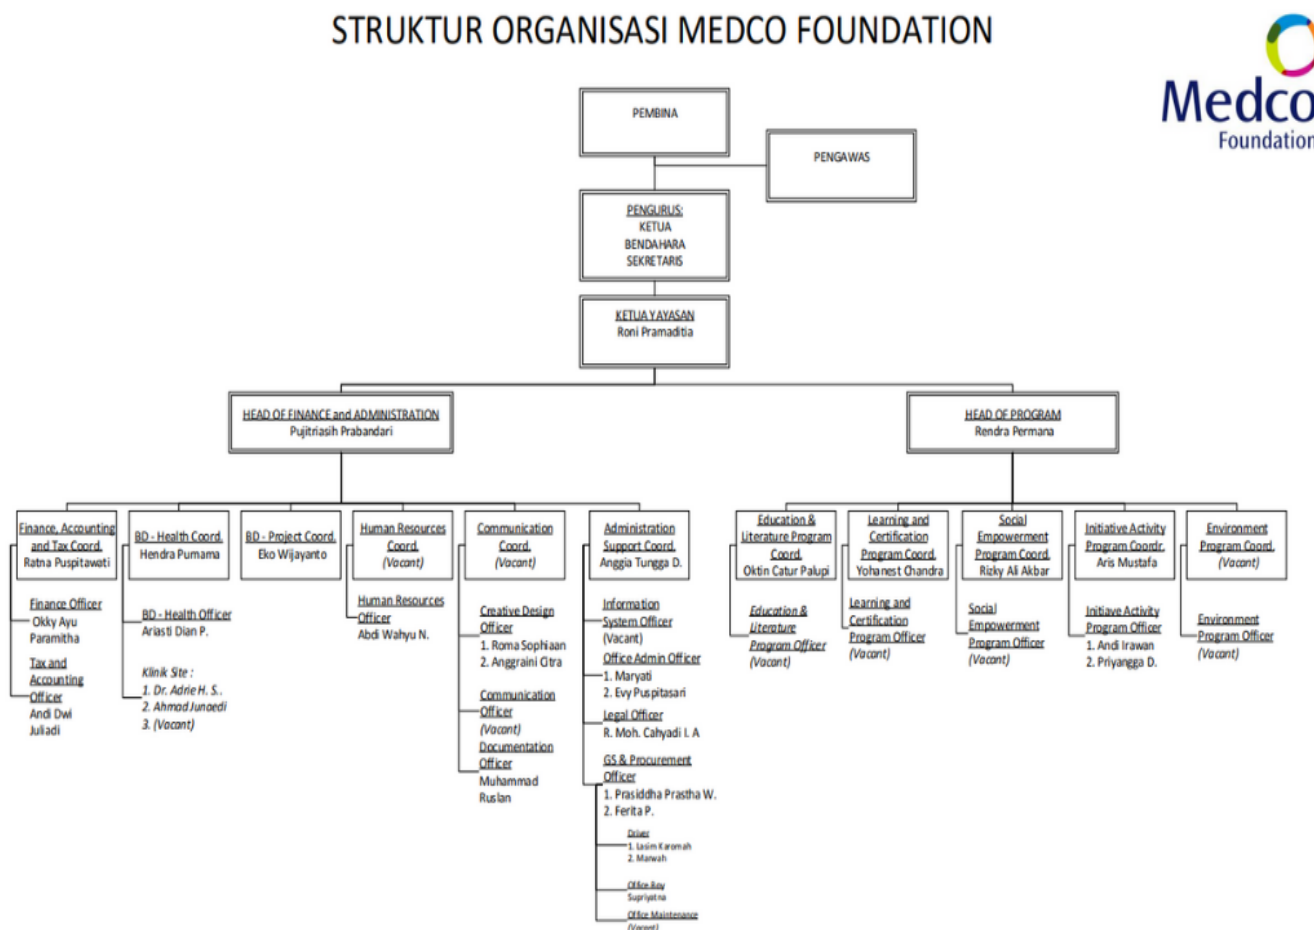 STRUKTUR ORGANISASI MEDCO FOUNDATION
Medco
Foundation
PEMBINA
PENGAWAS
PENGURUS:
KETUA
BENDAHARA
SEKRETARIS
KETUA YAYASAN
Roni Pramaditia
HEAD OF FINANCE and ADMINISTRATION
Pujitriasih Prabandari
HEAD OF PROGRAM
Rendra Permana
Finance, Accounting
and Tax Coord.
Ratna Puspitawati
Finance Officer
Okky Ayu
Paramitha
Tax and
Accounting
Officer
Andi Dwi
Juliadi
BD - Health Coord.
Hendra Purnama
BD - Health Officer
Ariasti Dian P.
Klinik Site :
1. Dr. Adrie H. S..
2. Ahmad Junaedi
3. (Vacant)
BD - Project Coord.
Eko Wijayanto
Human Resources
Coord.
(Vacant)
Human Resources
Officer
Abdi Wahyu N.
Communication
Coord.
(Vacant)
Creative Design
Officer
1. Roma Sophiaan
2. Anggraini Citra
Communication
Officer
(Vacant)
Documentation
Officer
Muhammad
Ruslan
Administration
Support Coord.
Anggia Tungga D.
Information
System Officer
(Vacant)
Office Admin Officer
1. Maryati
2. Evy Puspitasari
Legal Officer
R. Moh. Cahyadi I. A
GS & Procurement
Officer
1. Prasiddha Prastha W.
2. Ferita P.
Driver
1. Lasim Karomah
2. Marwah
Office Boy
Supriyatna
Office Maintenance
(Vacant)
Education &
Literature Program
Coord.
Oktin Catur Palupi
Education &
Literature
Program Officer
(Vacant)
Learning and
Certification
Program Coord.
Yohanest Chandra
Learning and
Certification
Program Officer
(Vacant)
Social
Empowerment
Program Coord.
Rizky Ali Akbar
Social
Empowerment
Program Officer
(Vacant)
Initiative Activity
Program Coordr.
Aris Mustafa
Initiave Activity
Program Officer
1. Andi Irawan
2. Priyangga D.
Environment
Program Coord.
(Vacant)
Environment
Program Officer
(Vacant)